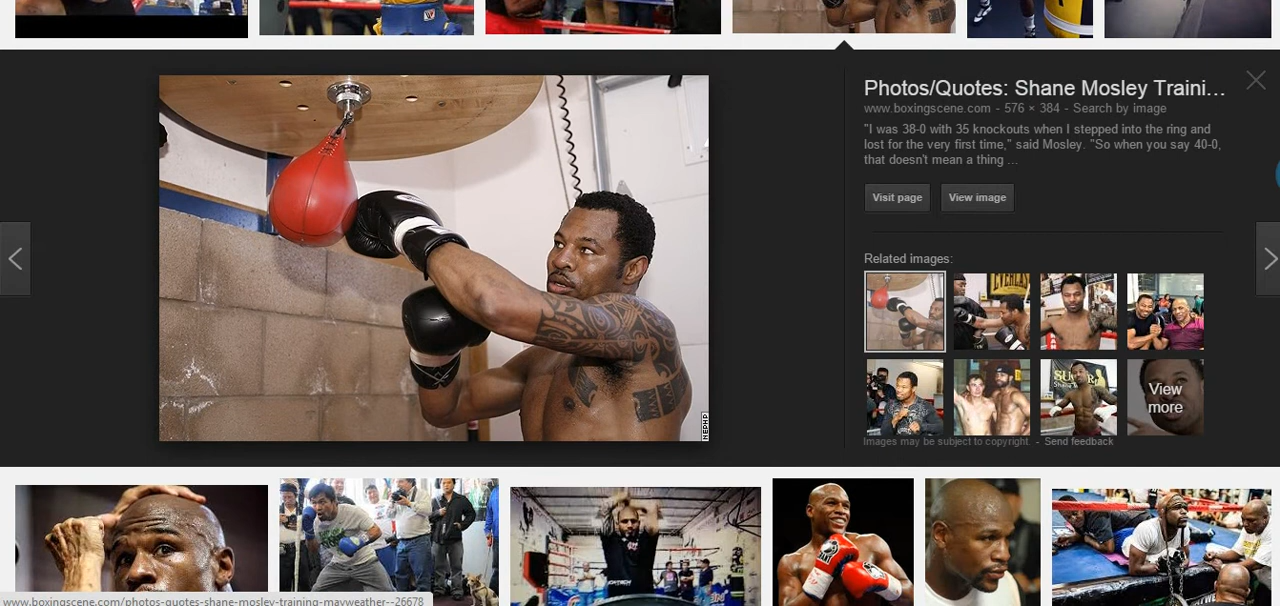 Photos/Quotes: Shane Mosley Traini...
www.boxingscene.com - 576 × 384 - Search by image
"I was 38-0 with 35 knockouts when I stepped into the ring and
lost for the very first time," said Mosley. "So when you say 40-0,
that doesn't mean a thing ...
Visit page
View image
NEPHP
Related images:
View
more
Images may be subject to copyright. - Send feedback
www.boxingscene.com/photos-quotes-shane-mosley-training-mayweather--26678